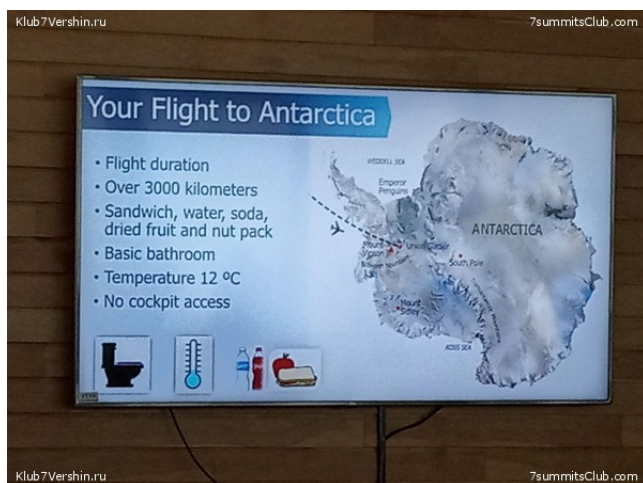 Klub7Vershin.ru
7summitsClub.com
Your Flight to Antarctica
• Flight duration
• Over 3000 kilometers
• Sandwich, water, soda,
dried fruit and nut pack
• Basic bathroom
• Temperature 12 ºC
• No cockpit access
WEDDELL SEA
Emperor
Penguins
ANTARCTICA
Mount
Union Glacier
South Pole
Mount
Sidley
ROSS SEA
Klub7Vershin.ru
7summitsClub.com